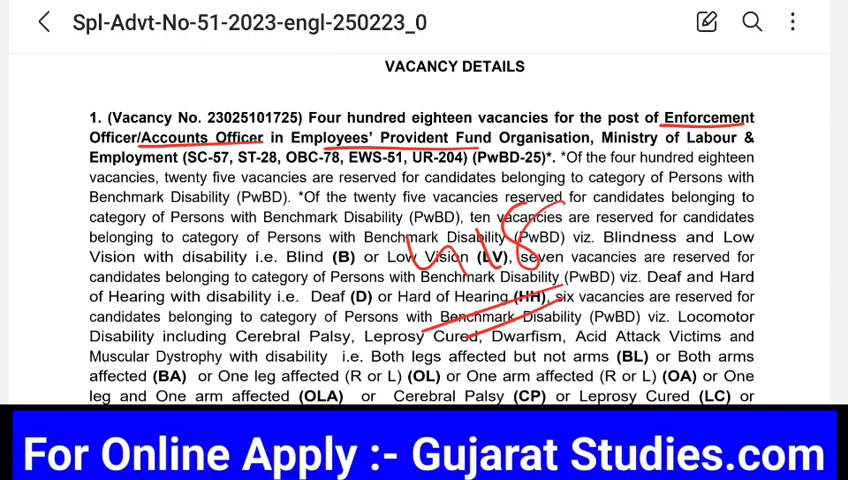 Spl-Advt-No-51-2023-engl-250223_0
VACANCY DETAILS
1. (Vacancy No. 23025101725) Four hundred eighteen vacancies for the post of Enforcement
Officer/Accounts Officer in Employees' Provident Fund Organisation, Ministry of Labour &
Employment (SC-57, ST-28, OBC-78, EWS-51, UR-204) (PwBD-25)*. *Of the four hundred eighteen
vacancies, twenty five vacancies are reserved for candidates belonging to category of Persons with
Benchmark Disability (PwBD). *Of the twenty five vacancies reserved for candidates belonging to
category of Persons with Benchmark Disability (PwBD), ten vacancies are reserved for candidates
belonging to category of Persons with Benchmark Disability (PwBD) viz. Blindness and Low
Vision with disability i.e. Blind (B) or Low Vision (LV), seven vacancies are reserved for
candidates belonging to category of Persons with Benchmark Disability (PwBD) viz. Deaf and Hard
of Hearing with disability i.e. Deaf (D) or Hard of Hearing (HH), six vacancies are reserved for
candidates belonging to category of Persons with Benchmark Disability (PwBD) viz. Locomotor
Disability including Cerebral Palsy, Leprosy Cured, Dwarfism, Acid Attack Victims and
Muscular Dystrophy with disability i.e. Both legs affected but not arms (BL) or Both arms
affected (BA) or One leg affected (R or L) (OL) or One arm affected (R or L) (OA) or One
leg and One arm affected (OLA) or Cerebral Palsy (CP) or Leprosy Cured (LC) or
418
For Online Apply :- Gujarat Studies.com